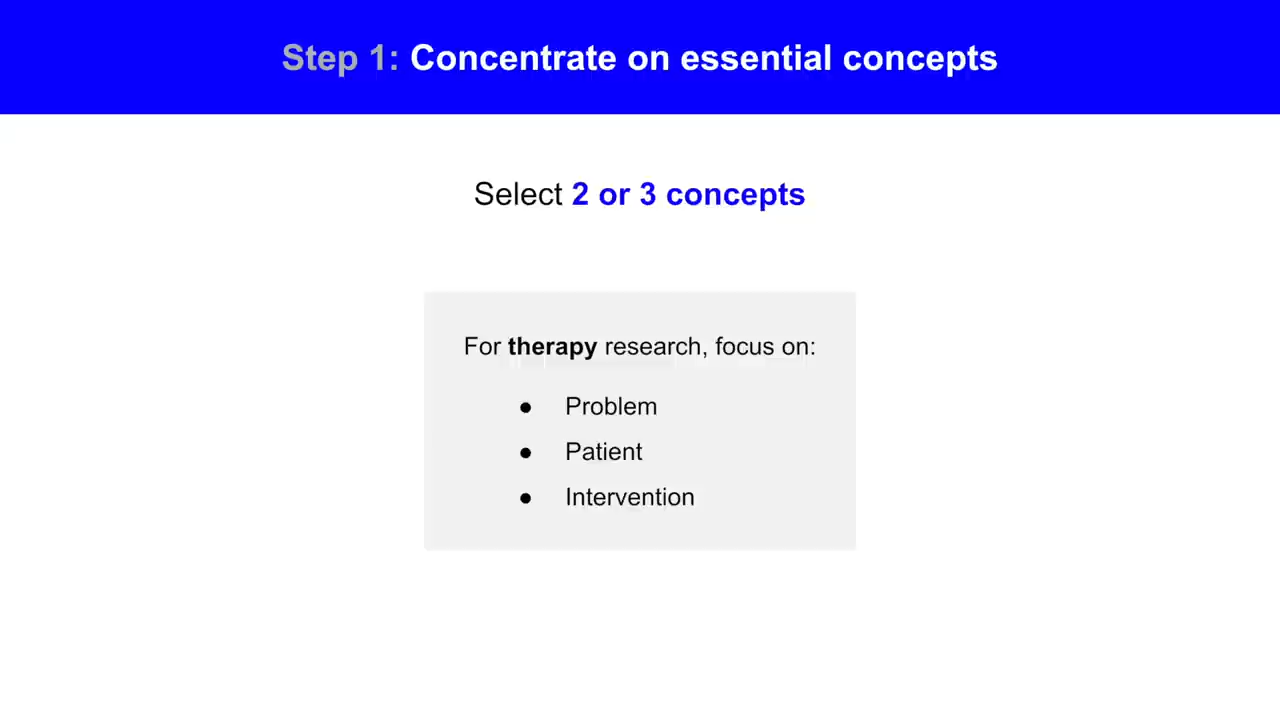 Step 1: Concentrate on essential concepts
Select 2 or 3 concepts
For therapy research, focus on:
● Problem
● Patient
● Intervention